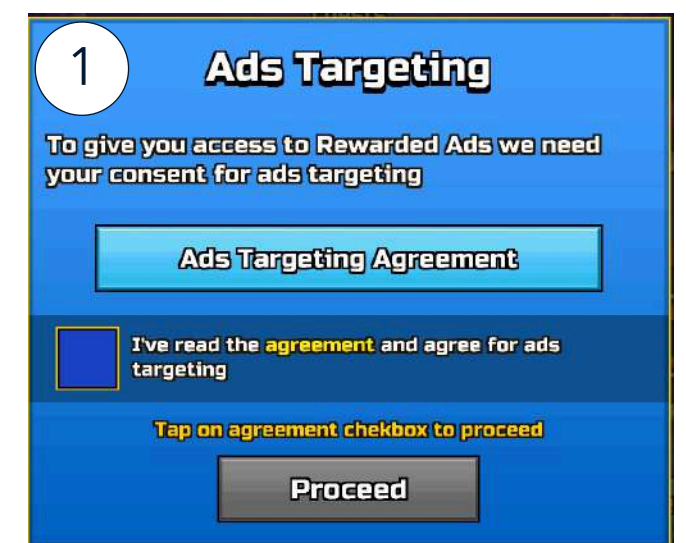 1
Ads Targeting
To give you access to Rewarded Ads we need
your consent for ads targeting
Ads Targeting Agreement
I've read the agreement and agree for ads
targeting
Tap on agreement chekbox to proceed
Proceed